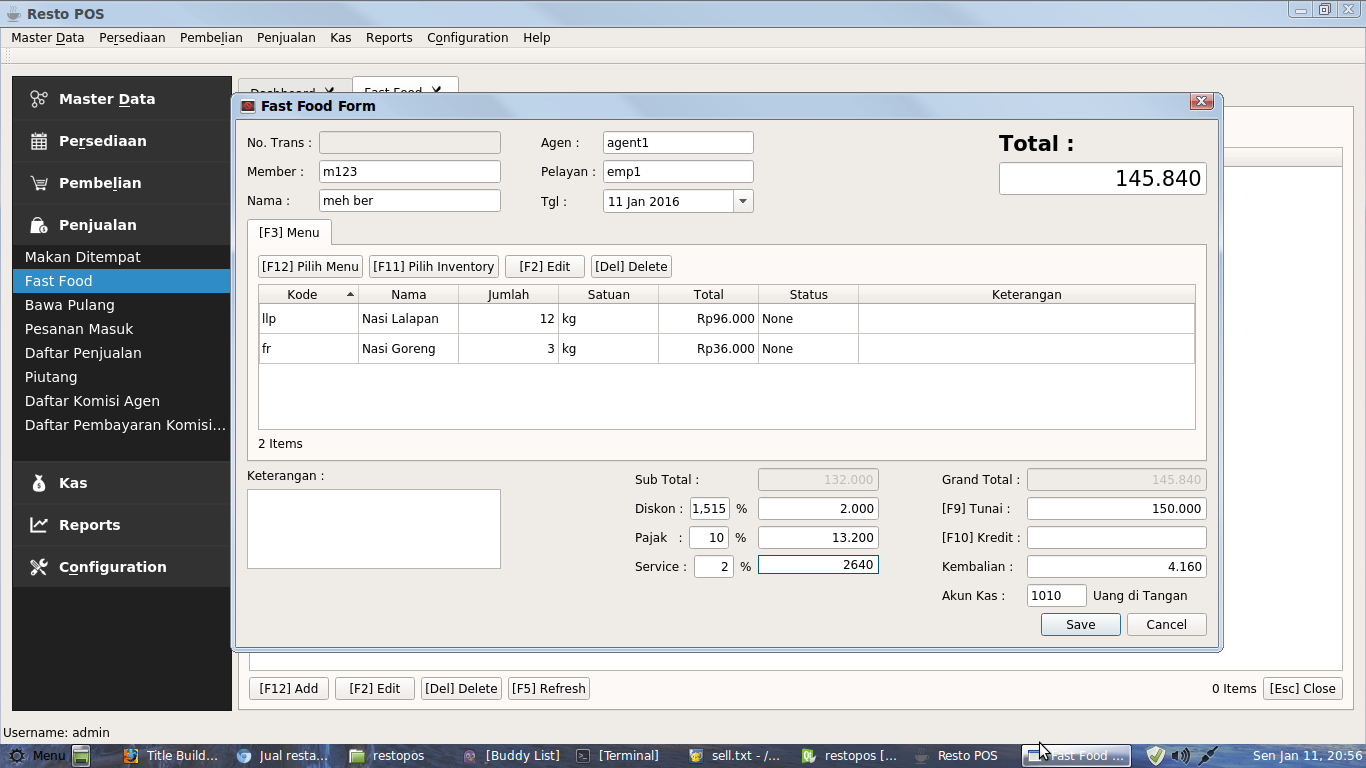 Resto POS
Master Data Persediaan Pembelian Penjualan Kas Reports Configuration Help
Dashboard Fast Food
Master Data
Persediaan
Pembelian
Penjualan
Makan Ditempat
Fast Food
Bawa Pulang
Pesanan Masuk
Daftar Penjualan
Piutang
Daftar Komisi Agen
Daftar Pembayaran Komisi...
Kas
Reports
Configuration
Fast Food Form
No. Trans : Agen : Total :
Member : m123 Pelayan : emp1 145.840
Nama : meh ber Tgl : 11 Jan 2016
[F3] Menu
[F12] Pilih Menu [F11] Pilih Inventory [F2] Edit [Del] Delete
Kode Nama Jumlah Satuan Total Status Keterangan
llp Nasi Lalapan 12 kg Rp96.000 None
fr Nasi Goreng 3 kg Rp36.000 None
2 Items
Keterangan : Sub Total : 132.000 Grand Total : 145.840
Diskon : 1,515 % 2.000 [F9] Tunai : 150.000
Pajak : 10 % 13.200 [F10] Kredit :
Service : 2 % 2640 Kembalian : 4.160
Akun Kas : 1010 Uang di Tangan
Save Cancel
[F12] Add [F2] Edit [Del] Delete [F5] Refresh 0 Items [Esc] Close
Username: admin
Menu Title Build... Jual resta... restopos [Buddy List] [Terminal] sell.txt - /... restopos [... Resto POS Fast Food ... Sen Jan 11, 20:56